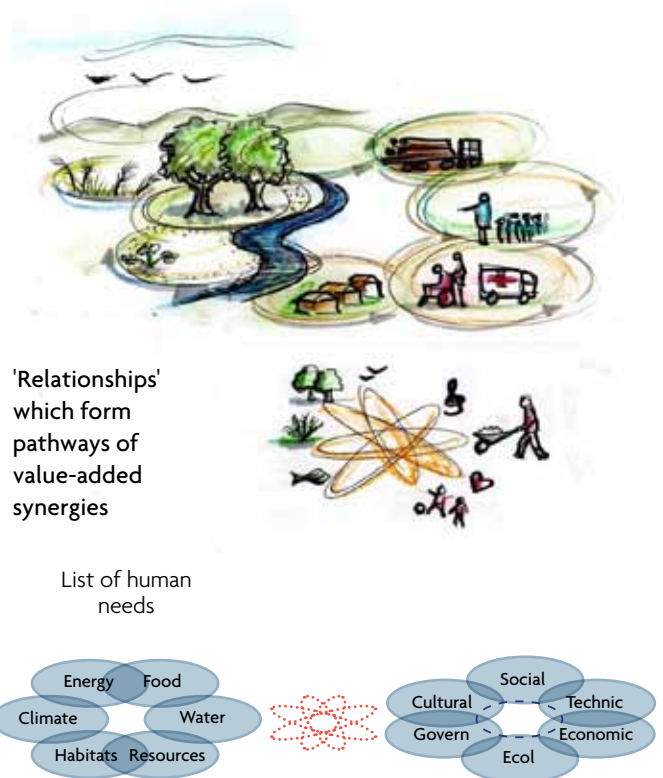 'Relationships'
which form
pathways of
value-added
synergies
List of human
needs
Energy
Food
Climate
Water
Habitats
Resources
Social
Cultural
Technic
Govern
Economic
Ecol